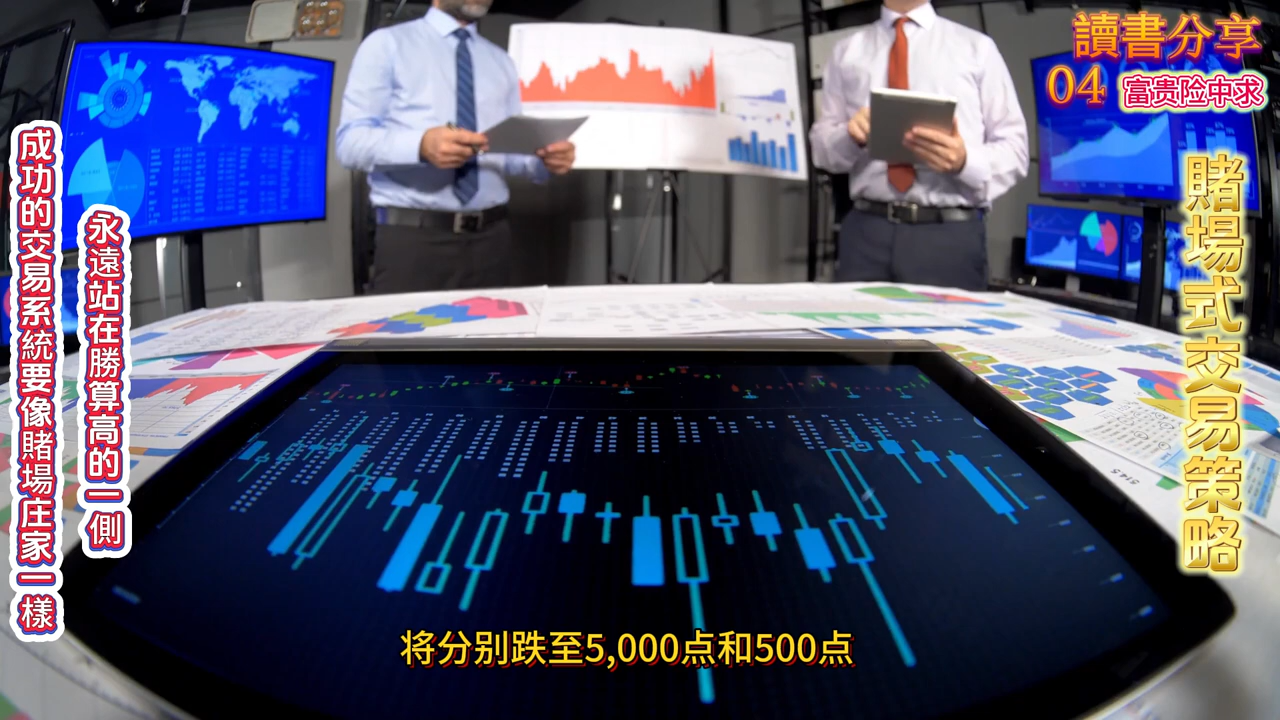 讀書分享
04 富贵险中求
賭場式交易策略
成功的交易系統要像賭場庄家一樣
永遠站在勝算高的一側
将分别跌至5,000点和500点